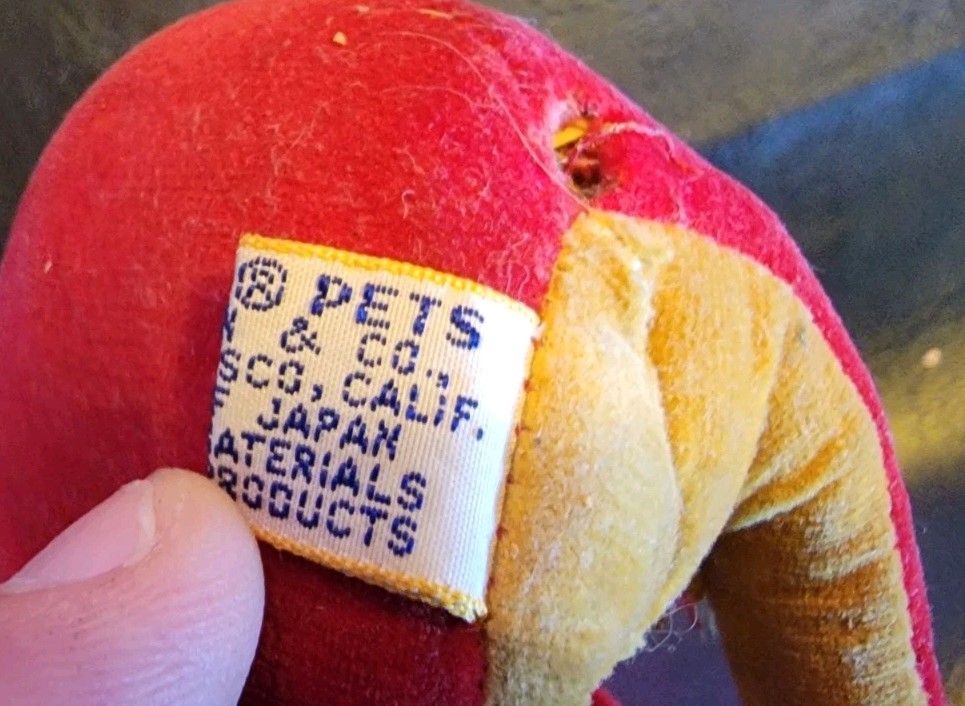 ® PETS
& CO.,
SCO, CALIF.
JAPAN
ATERIALS
RODUCTS